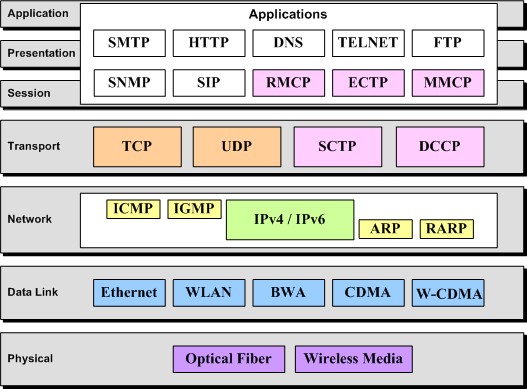 Application
Applications
Presentation
SMTP HTTP DNS TELNET FTP
Session
SNMP SIP RMCP ECTP MMCP
Transport
TCP UDP SCTP DCCP
Network
ICMP IGMP IPv4 / IPv6 ARP RARP
Data Link
Ethernet WLAN BWA CDMA W-CDMA
Physical
Optical Fiber Wireless Media